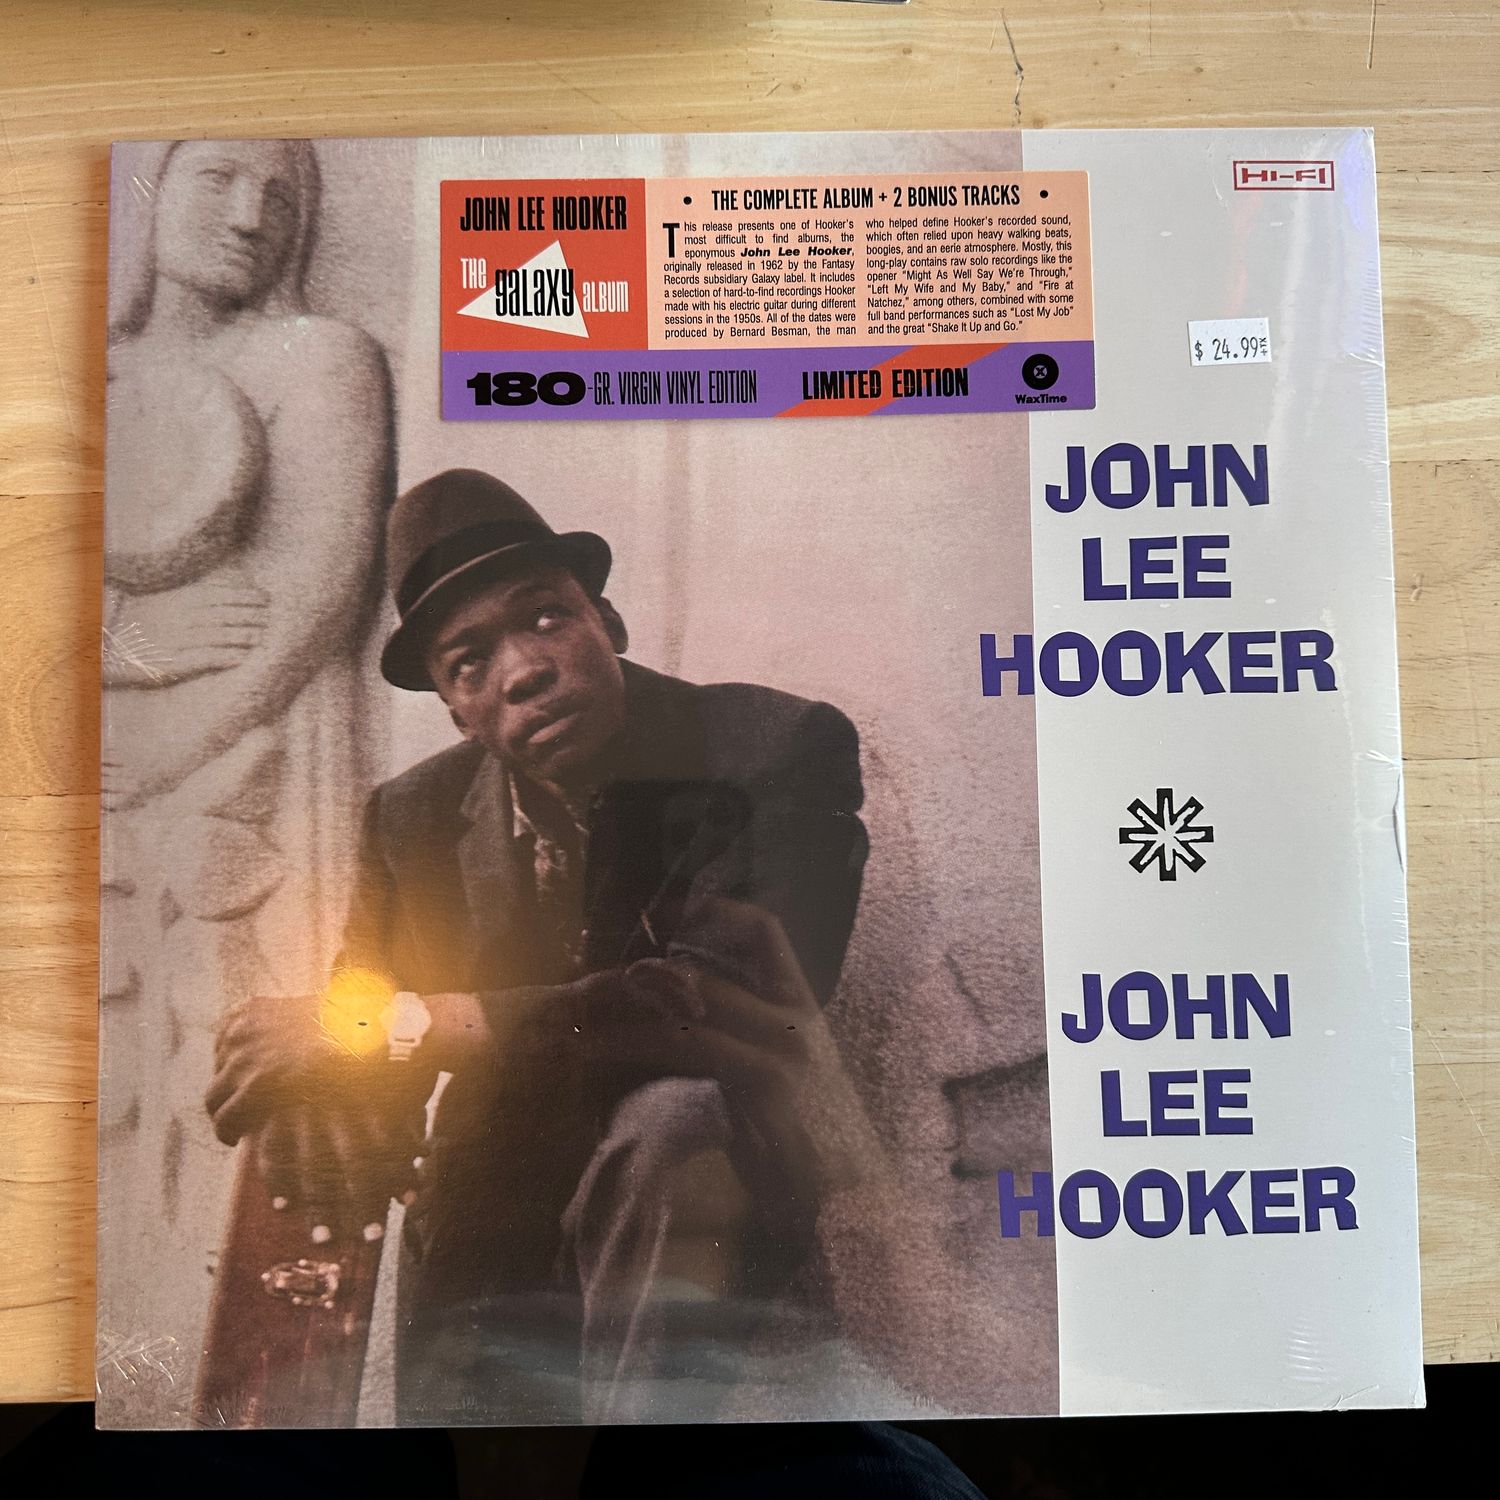 HI-FI
JOHN LEE HOOKER
THE galaxy ALBUM
• THE COMPLETE ALBUM + 2 BONUS TRACKS •
This release presents one of Hooker's
most difficult to find albums, the
eponymous John Lee Hooker,
originally released in 1962 by the Fantasy
Records subsidiary Galaxy label. It includes
a selection of hard-to-find recordings Hooker
made with his electric guitar during different
sessions in the 1950s. All of the dates were
produced by Bernard Besman, the man
who helped define Hooker's recorded sound,
which often relied upon heavy walking beats,
boogies, and an eerie atmosphere. Mostly, this
long-play contains raw solo recordings like the
opener "Might As Well Say We're Through,"
"Left My Wife and My Baby," and "Fire at
Natchez," among others, combined with some
full band performances such as "Lost My Job"
and the great "Shake It Up and Go."
180-GR. VIRGIN VINYL EDITION
LIMITED EDITION
WaxTime
$ 24.99
JOHN
LEE
HOOKER
JOHN
LEE
HOOKER